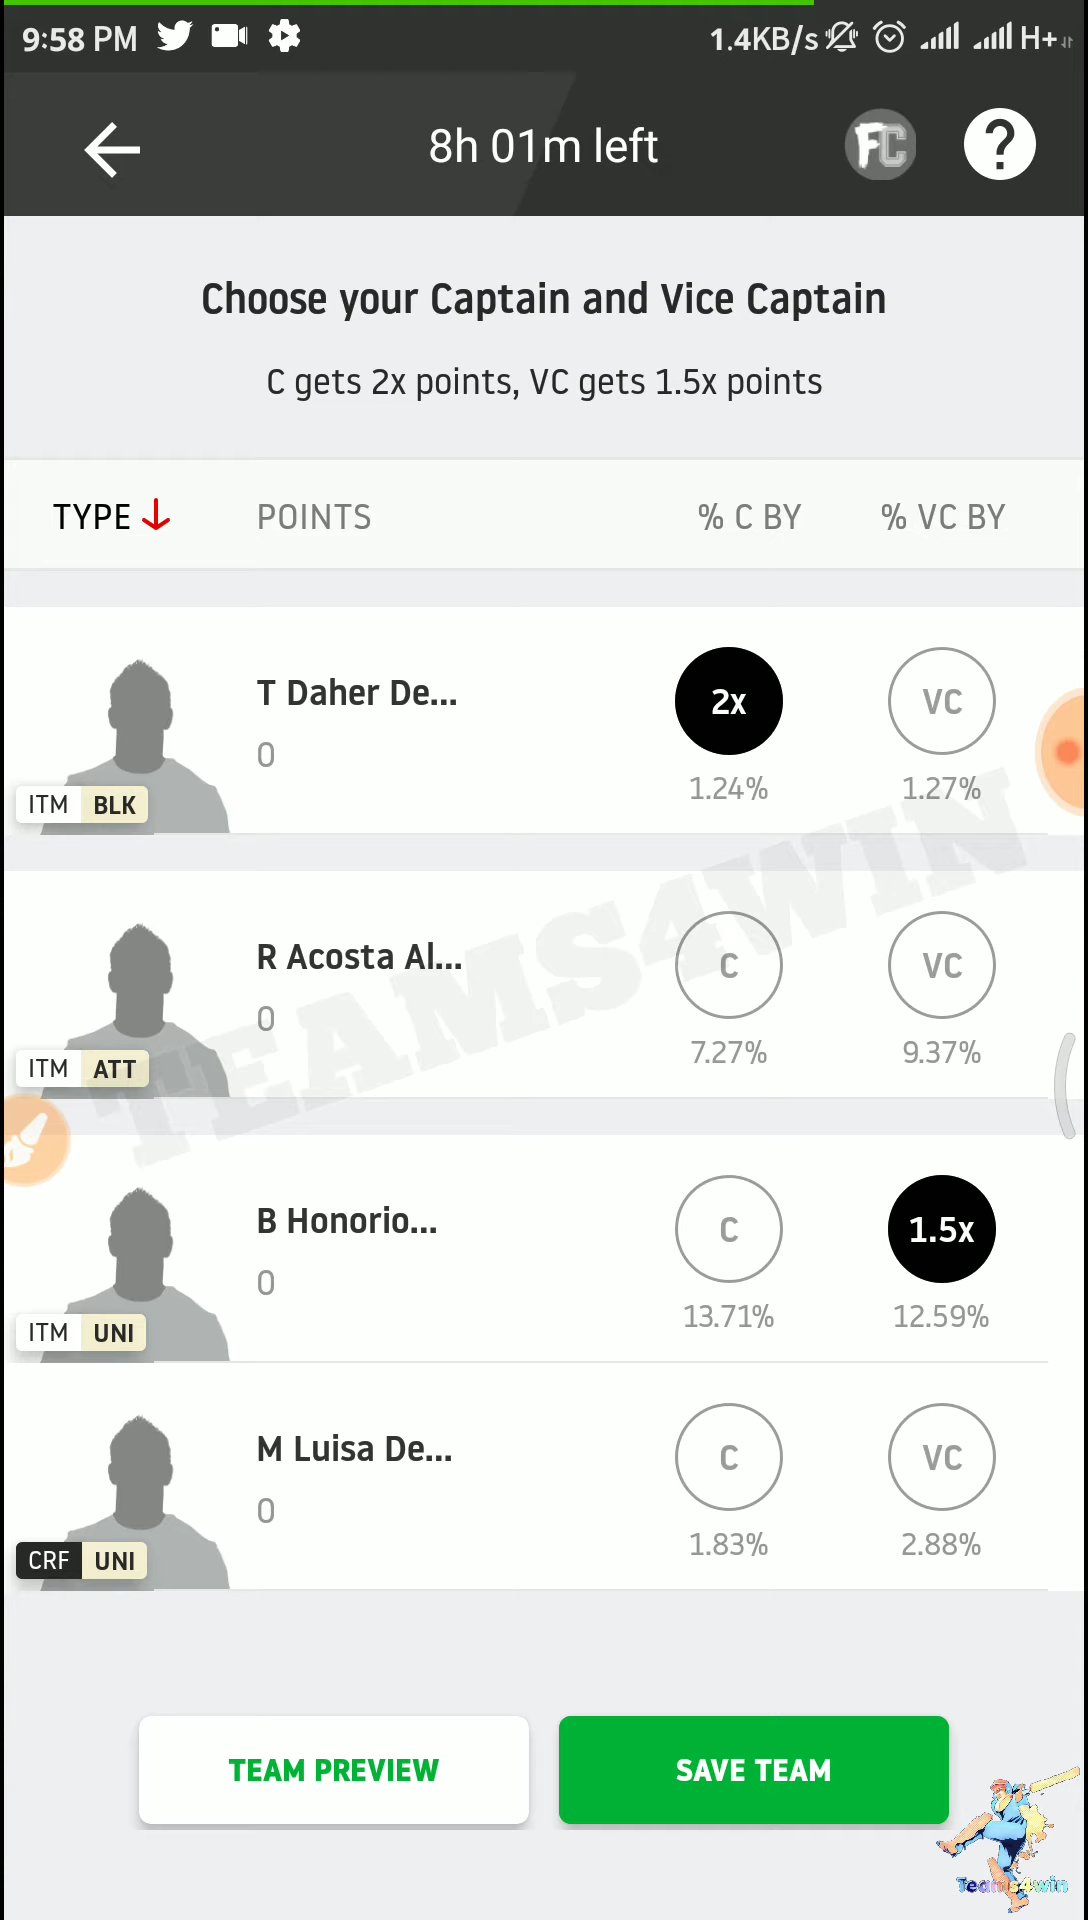 9:58 PM 1.4KB/s H+
8h 01m left FC ?
Choose your Captain and Vice Captain
C gets 2x points, VC gets 1.5x points
TYPE POINTS % C BY % VC BY
T Daher De... 2x VC
0
1.24% 1.27%
ITM BLK
R Acosta Al... C VC
0
7.27% 9.37%
ITM ATT
TEAMS4WIN
B Honorio... C 1.5x
0
13.71% 12.59%
ITM UNI
M Luisa De... C VC
0
1.83% 2.88%
CRF UNI
TEAM PREVIEW SAVE TEAM
Teams4win